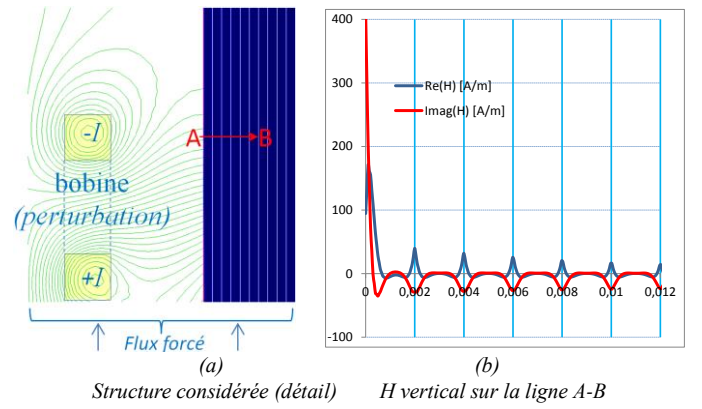 -I
A
B
bobine
(perturbation)
+I
Flux forcé
(a)
400
300
200
100
0
-100
Re(H) [A/m]
Imag(H) [A/m]
0 0,002 0,004 0,006 0,008 0,01 0,012
(b)
Structure considérée (détail) H vertical sur la ligne A-B